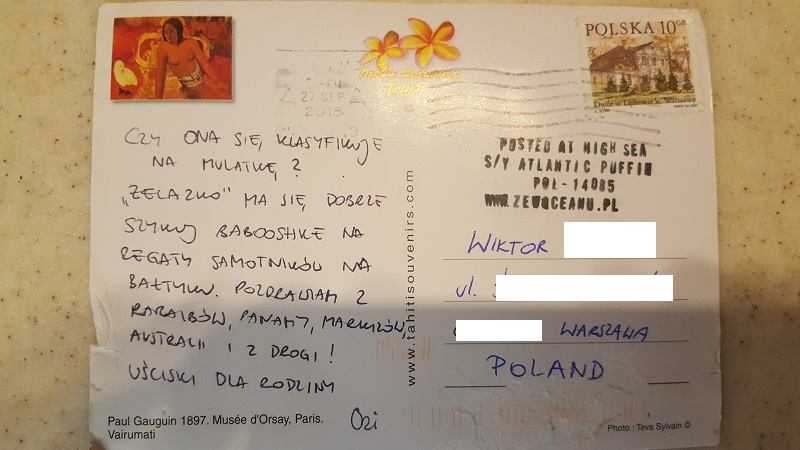 27 SEP
2015
TAHITI
POLSKA 10 GR
Dwór w Lipkowie k. Warszawy
POSTED AT HIGH SEA
S/Y ATLANTIC PUFFIN
POL-14085
WWW.ZEWOCEANU.PL
CZY ONA SIĘ KLASYFIKUJE
NA MULATKĘ?
„ŻELAZKO" MA SIĘ DOBRZE
SZYKUJ BABOOSHKE NA
REGATY SAMOTNIKÓW NA
BAŁTYKU. POZDRAWIAM Z
KARAIBÓW, PANAMY, MARKIZÓW,
AUSTRALII I Z DROGI!
UŚCISKI DLA RODZINY
Ozi
www.tahitisouvenirs.com
WIKTOR
ul.
WARSZAWA
POLAND
Paul Gauguin 1897. Musée d'Orsay, Paris.
Vairumati
Photo : Teva Sylvain ©